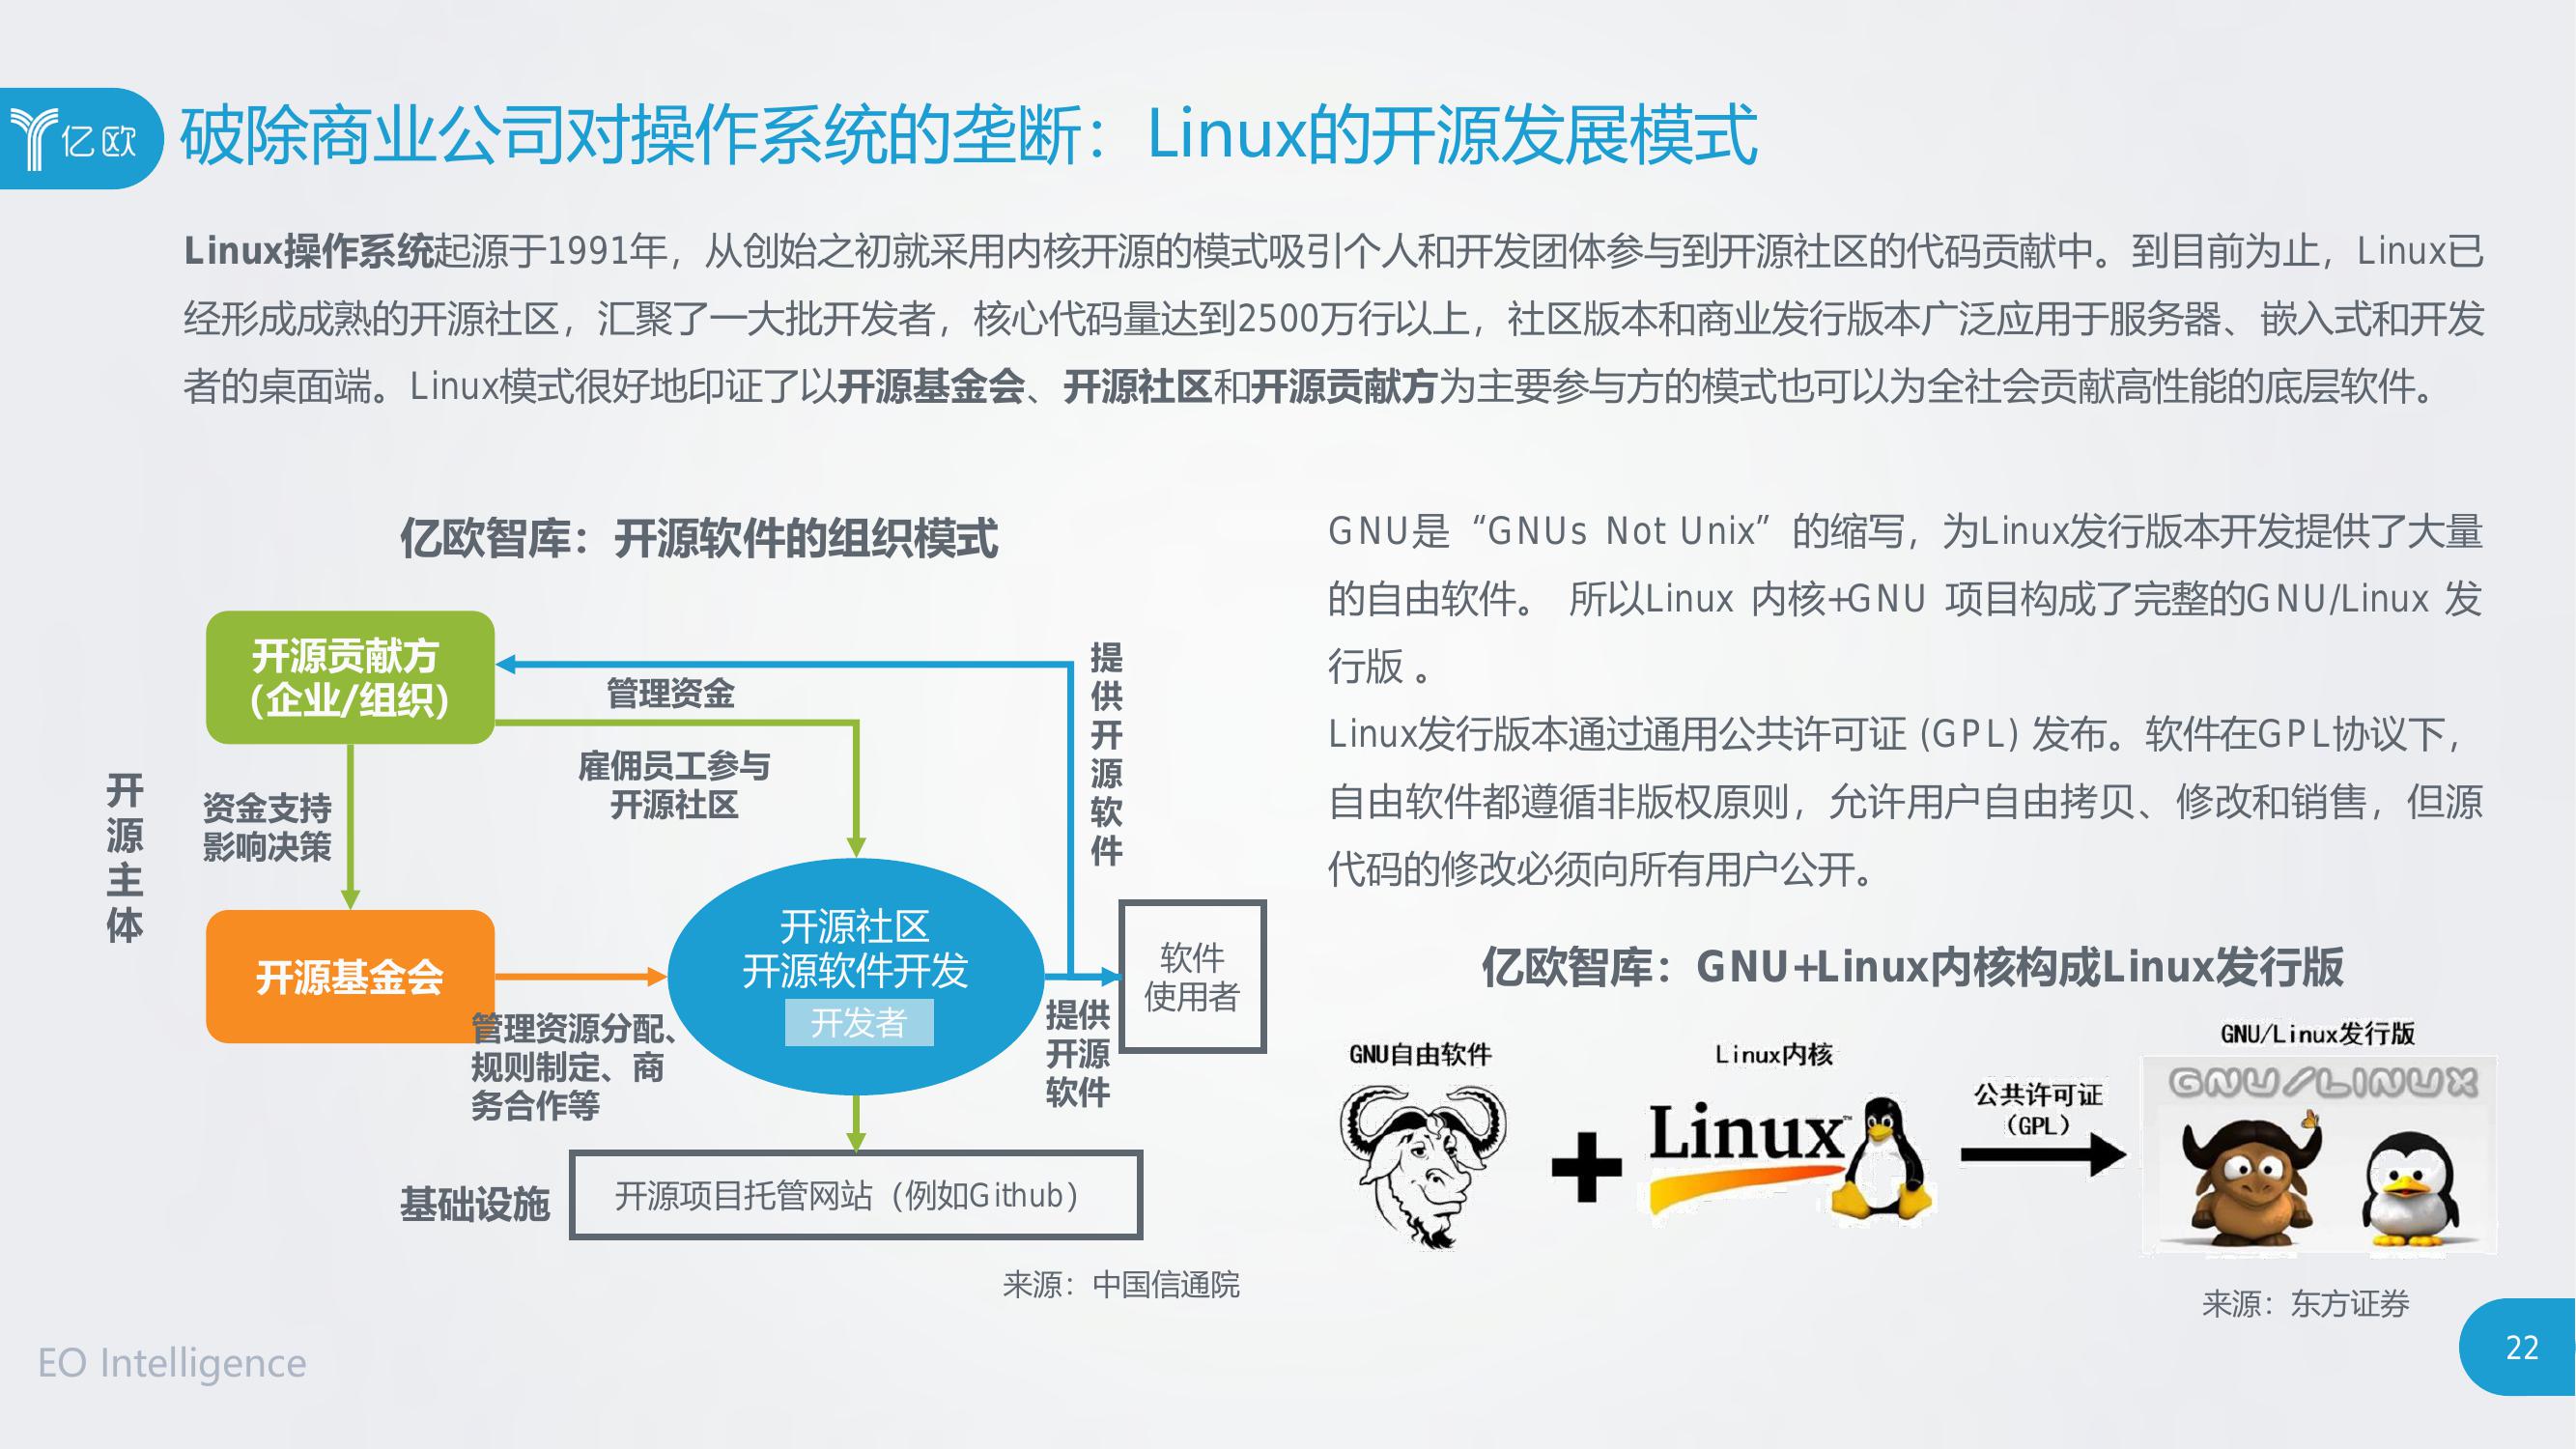 亿欧
破除商业公司对操作系统的垄断：Linux的开源发展模式
Linux操作系统起源于1991年，从创始之初就采用内核开源的模式吸引个人和开发团体参与到开源社区的代码贡献中。到目前为止，Linux已
经形成成熟的开源社区，汇聚了一大批开发者，核心代码量达到2500万行以上，社区版本和商业发行版本广泛应用于服务器、嵌入式和开发
者的桌面端。Linux模式很好地印证了以开源基金会、开源社区和开源贡献方为主要参与方的模式也可以为全社会贡献高性能的底层软件。
亿欧智库：开源软件的组织模式
开源贡献方
（企业/组织）
管理资金
雇佣员工参与
开源社区
提
供
开
源
软
件
开
源
主
体
资金支持
影响决策
开源基金会
管理资源分配、
规则制定、商
务合作等
开源社区
开源软件开发
开发者
提供
开源
软件
软件
使用者
基础设施
开源项目托管网站（例如Github）
来源：中国信通院
GNU是“GNUs Not Unix”的缩写，为Linux发行版本开发提供了大量
的自由软件。 所以Linux 内核+GNU 项目构成了完整的GNU/Linux 发
行版 。
Linux发行版本通过通用公共许可证 (GPL) 发布。软件在GPL协议下，
自由软件都遵循非版权原则，允许用户自由拷贝、修改和销售，但源
代码的修改必须向所有用户公开。
亿欧智库：GNU+Linux内核构成Linux发行版
GNU自由软件
Linux内核
Linux™
公共许可证
（GPL）
GNU/Linux发行版
GNU/LINUX
来源：东方证券
EO Intelligence
22